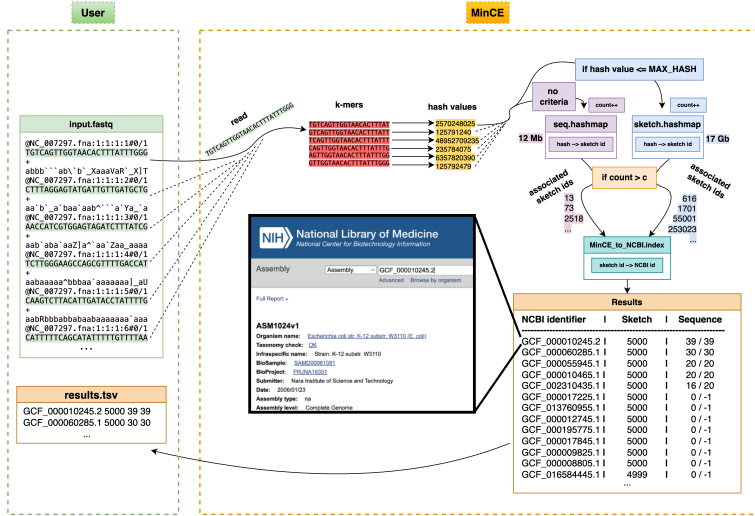 User
MinCE
input.fastq
@NC_007297.fna:1:1:1:1#0/1
TGTCAGTTGGTAACACTTTATTTGGG
+
abbb```ab\`b`_XaaaVaR`_X]T
@NC_007297.fna:1:1:1:2#0/1
CTTTAGGAGTATGATTGTTGATGCTG
+
aa`b`_a`baa`aab^```a`Ya_`a
@NC_007297.fna:1:1:1:3#0/1
AACCATCGTGGAGTAGATCTTTATCG
+
aab`aba`aaZ]a^`aa`Zaa_aaaa
@NC_007297.fna:1:1:1:4#0/1
TCTTGGGAAGCCAGCGTTTTGACCAT
+
aabaaaaa^bbbaa`aaaaaaa]_aU
@NC_007297.fna:1:1:1:5#0/1
CAAGTCTTACATTGATACCTATTTTG
+
aabRbbbabbababaaaaaaa`aaa
@NC_007297.fna:1:1:1:6#0/1
CATTTTTCAGCATATTTTTGTTTTAA
...
results.tsv
GCF_000010245.2 5000 39 39
GCF_000060285.1 5000 30 30
...
read
TGTCAGTTGGTAACACTTTATTTGGG
k-mers
TGTCAGTTGGTAACACTTTAT
GTCAGTTGGTAACACTTTATT
TCAGTTGGTAACACTTTATTT
CAGTTGGTAACACTTTATTTG
AGTTGGTAACACTTTATTTGG
GTTGGTAACACTTTATTTGGG
hash values
2570248025
125791240
48952709235
235784075
6357820390
125792479
if hash value <= MAX_HASH
no
criteria
count++
count++
seq.hashmap
hash –> sketch id
12 Mb
sketch.hashmap
hash –> sketch id
17 Gb
if count > c
associated
sketch ids
13
73
2518
...
associated
sketch ids
616
1701
55001
253023
...
MinCE_to_NCBI.index
sketch id –> NCBI id
NIH
National Library of Medicine
National Center for Biotechnology Information
Assembly
Assembly
GCF_000010245.2
Advanced Browse by organism
Full Report
ASM1024v1
Organism name: Escherichia coli str. K-12 substr. W3110 (E. coli)
Taxonomy check: OK
Infraspecific name: Strain: K-12 substr. W3110
BioSample: SAMD00061081
BioProject: PRJNA16351
Submitter: Nara Institute of Science and Technology
Date: 2006/01/23
Assembly type: na
Assembly level: Complete Genome
Results
NCBI identifier | Sketch | Sequence
GCF_000010245.2 | 5000 | 39 / 39
GCF_000060285.1 | 5000 | 30 / 30
GCF_000055945.1 | 5000 | 20 / 20
GCF_000010465.1 | 5000 | 20 / 20
GCF_002310435.1 | 5000 | 16 / 20
GCF_000017225.1 | 5000 | 0 / -1
GCF_013760955.1 | 5000 | 0 / -1
GCF_000012745.1 | 5000 | 0 / -1
GCF_000195775.1 | 5000 | 0 / -1
GCF_000017845.1 | 5000 | 0 / -1
GCF_000009825.1 | 5000 | 0 / -1
GCF_000008805.1 | 5000 | 0 / -1
GCF_016584445.1 | 4999 | 0 / -1
...